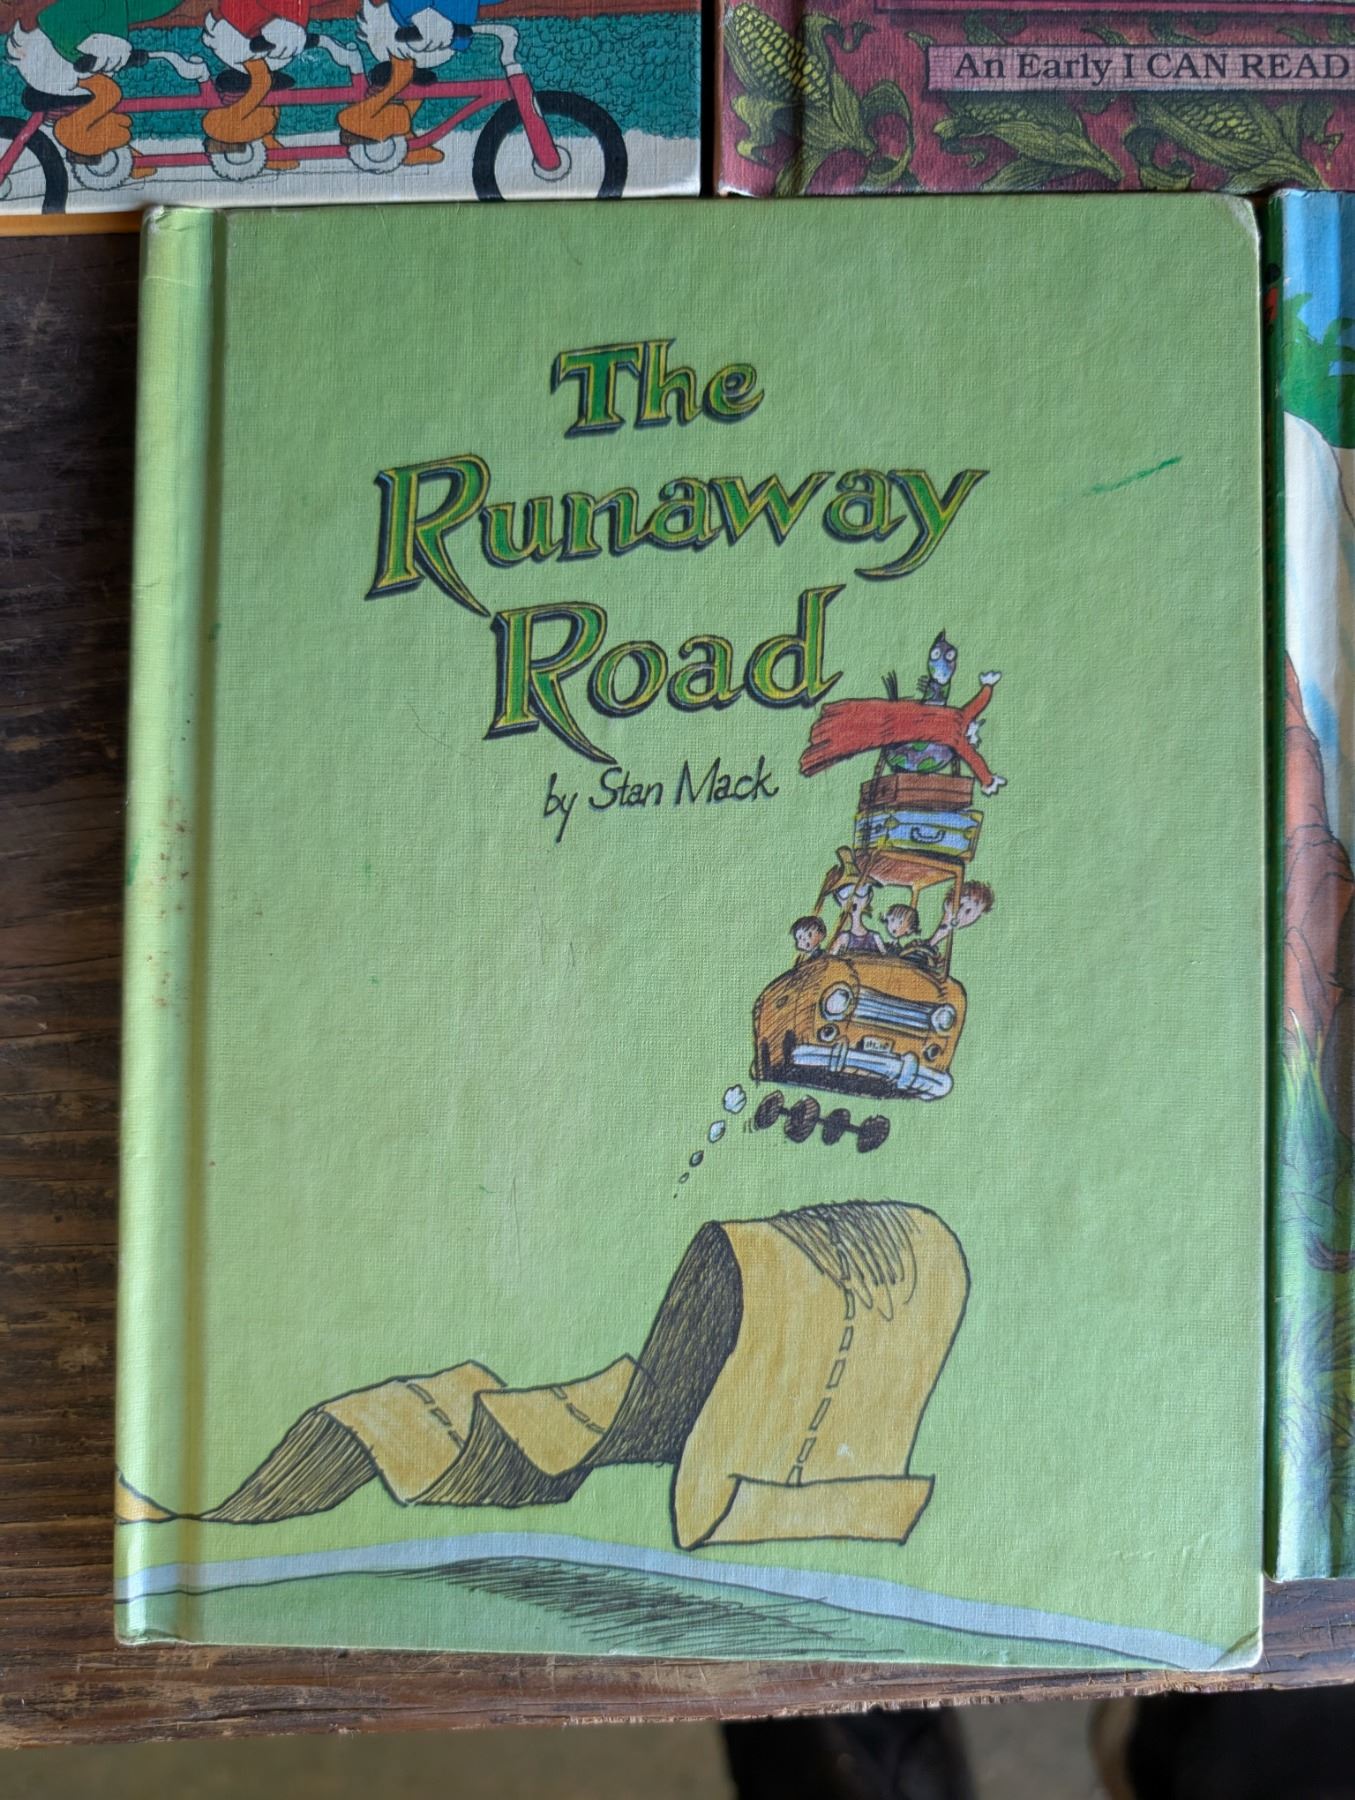 An Early I CAN READ
The
Runaway
Road
by Stan Mack